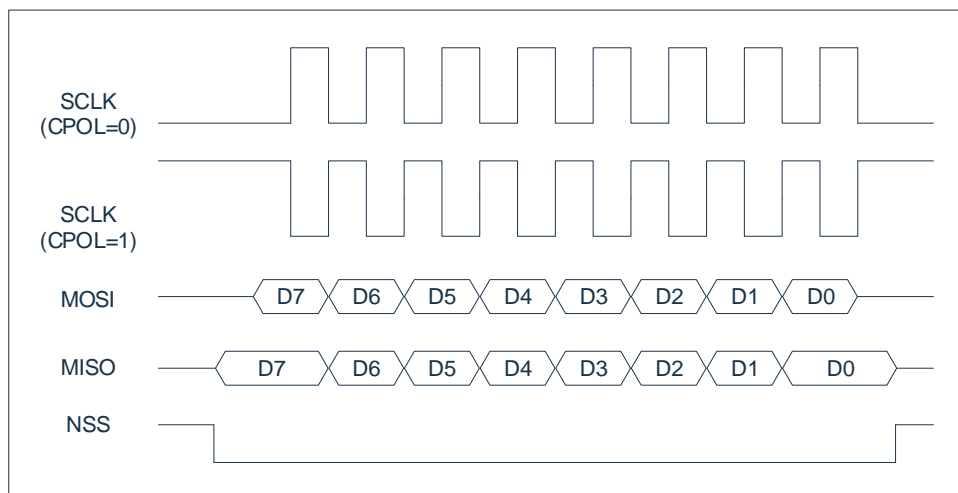 SCLK
(CPOL=0)
SCLK
(CPOL=1)
MOSI D7 D6 D5 D4 D3 D2 D1 D0
MISO D7 D6 D5 D4 D3 D2 D1 D0
NSS